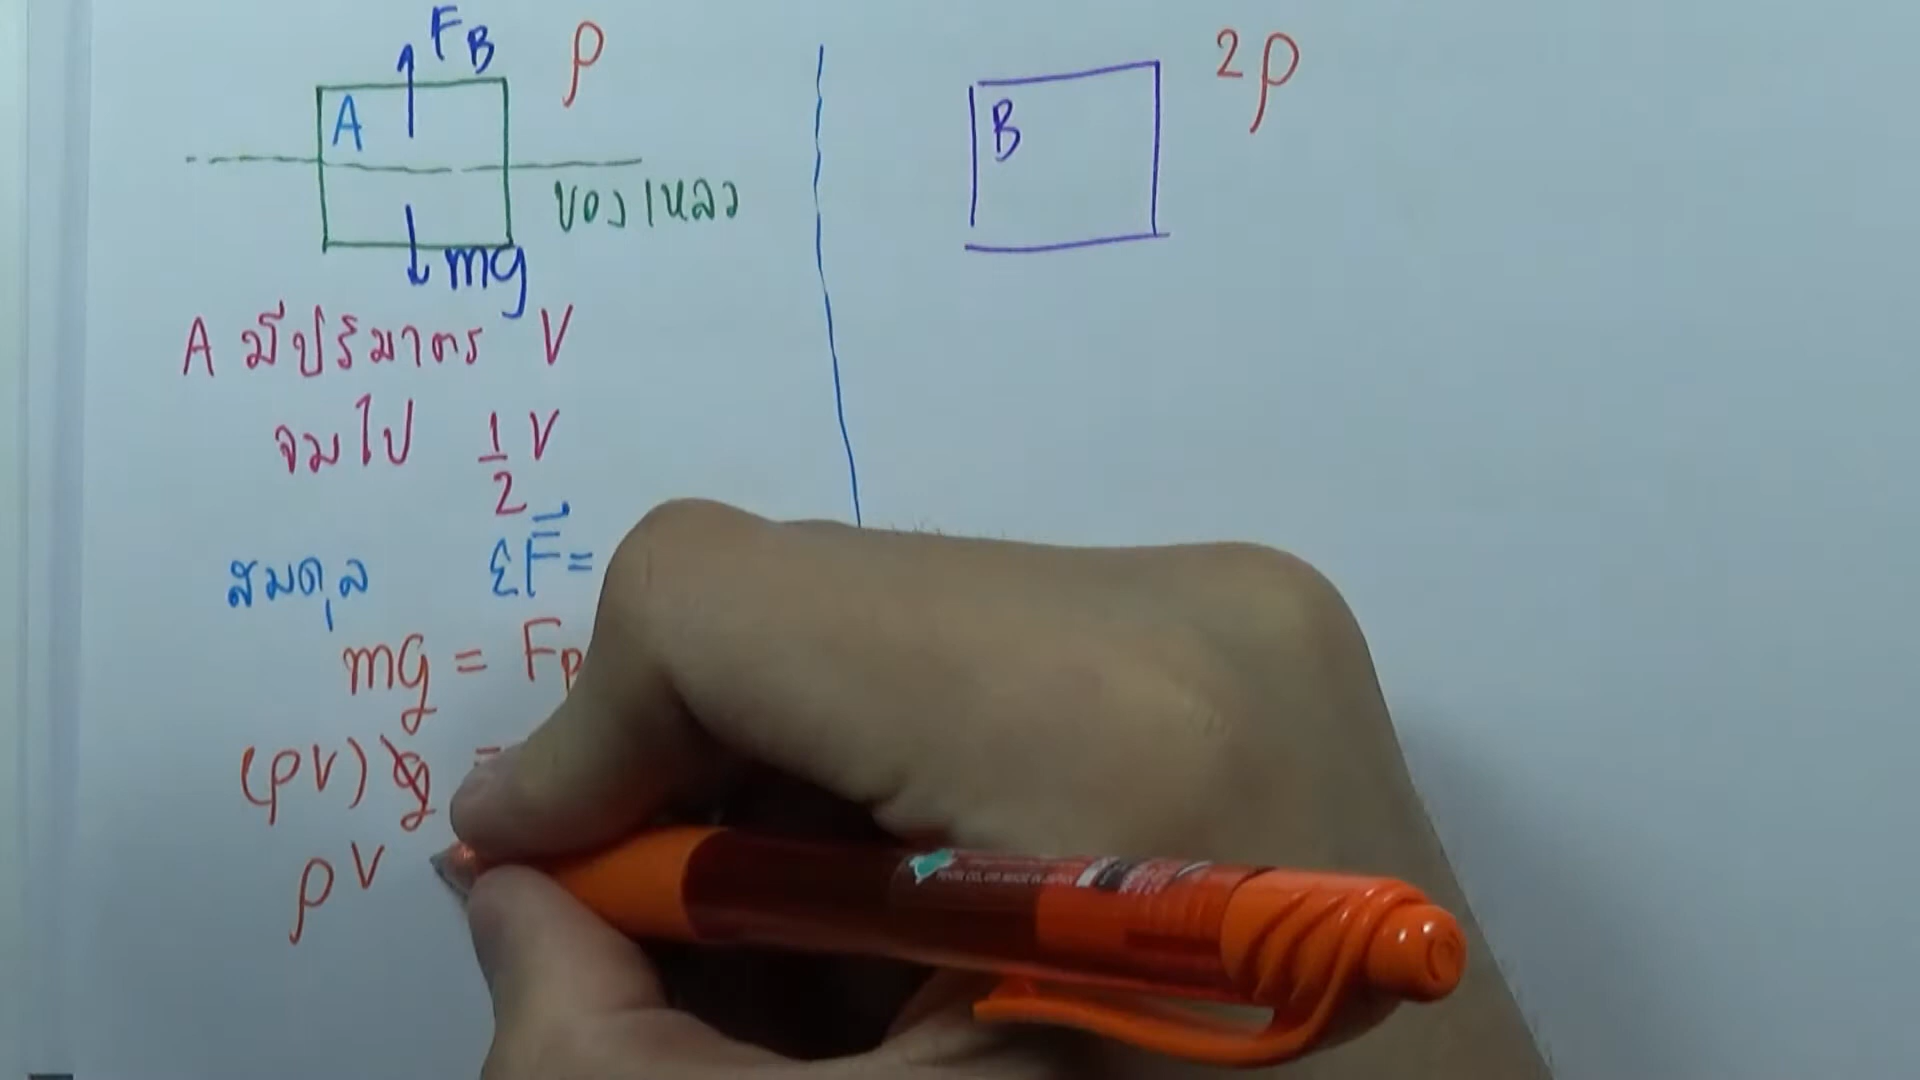 F_B
ρ
A
ของเหลว
mg
2ρ
B
A มีปริมาตร V
จมไป 1/2 V
สมดุล ΣF⃗ =
mg = F_B
(ρV) g =
ρV